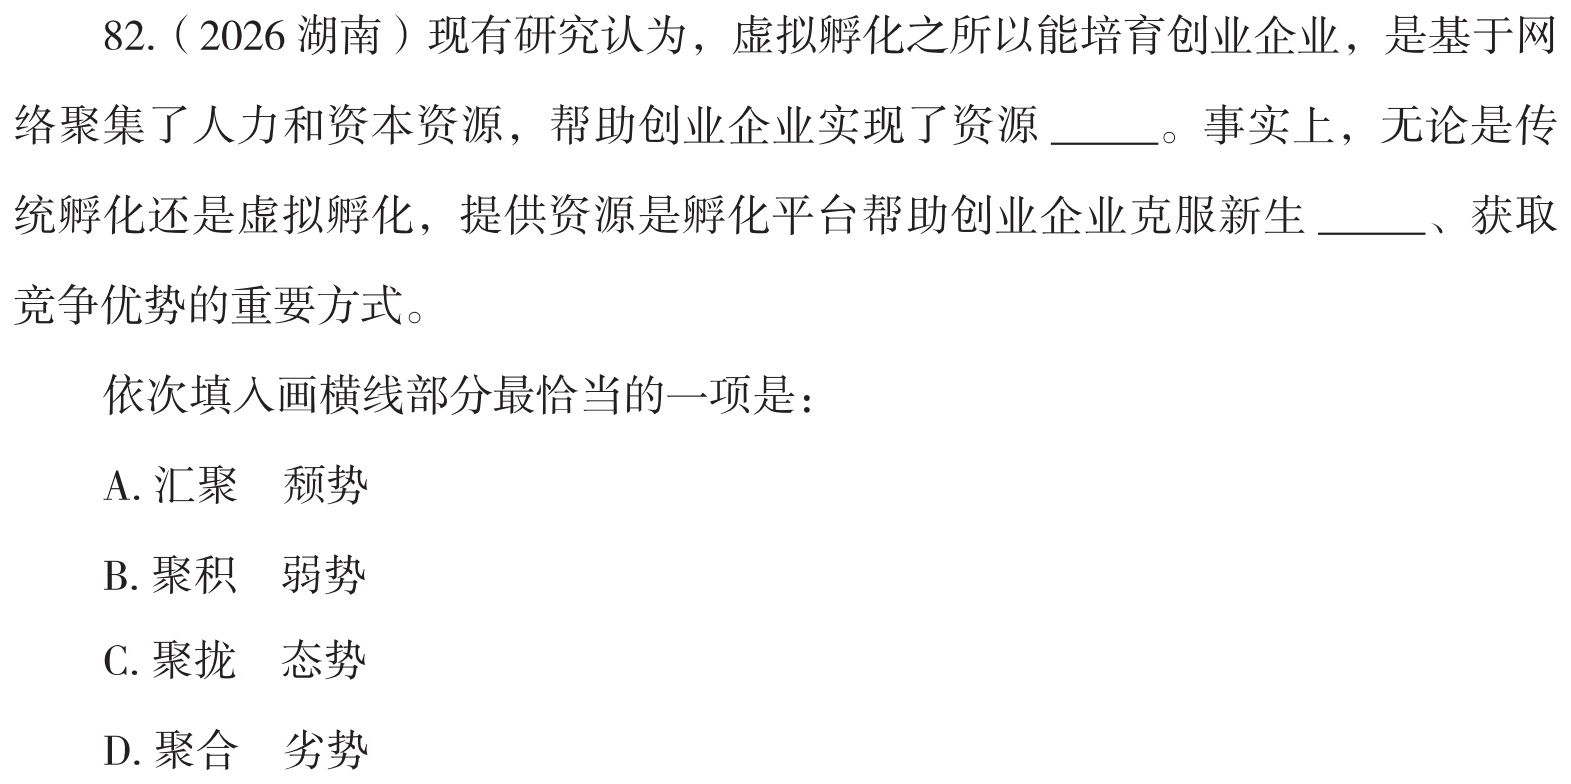 82.（2026 湖南）现有研究认为，虚拟孵化之所以能培育创业企业，是基于网
络聚集了人力和资本资源，帮助创业企业实现了资源 _____。事实上，无论是传
统孵化还是虚拟孵化，提供资源是孵化平台帮助创业企业克服新生 _____、获取
竞争优势的重要方式。
依次填入画横线部分最恰当的一项是：
A. 汇聚　颓势
B. 聚积　弱势
C. 聚拢　态势
D. 聚合　劣势